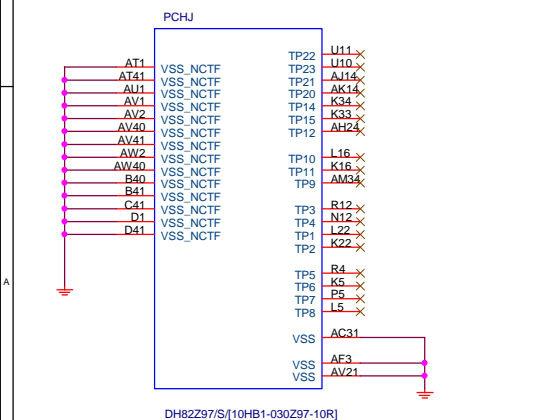 PCHJ
AT1 VSS_NCTF
AT41 VSS_NCTF
AU1 VSS_NCTF
AV1 VSS_NCTF
AV2 VSS_NCTF
AV40 VSS_NCTF
AV41 VSS_NCTF
AW2 VSS_NCTF
AW40 VSS_NCTF
B40 VSS_NCTF
B41 VSS_NCTF
C41 VSS_NCTF
D1 VSS_NCTF
D41 VSS_NCTF
TP22 U11
TP23 U10
TP21 AJ14
TP20 AK14
TP14 K34
TP15 K33
TP12 AH24
TP10 L16
TP11 K16
TP9 AM34
TP3 R12
TP4 N12
TP1 L22
TP2 K22
TP5 R4
TP6 K5
TP7 P5
TP8 L5
VSS AC31
VSS AF3
VSS AV21
A
DH82Z97/S/[10HB1-030Z97-10R]